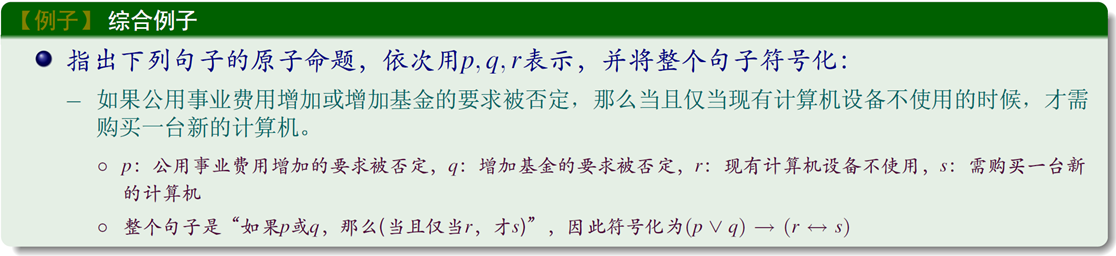 【例子】 综合例子
指出下列句子的原子命题，依次用p, q, r表示，并将整个句子符号化：
– 如果公用事业费用增加或增加基金的要求被否定，那么当且仅当现有计算机设备不使用的时候，才需
购买一台新的计算机。
○ p：公用事业费用增加的要求被否定，q：增加基金的要求被否定，r：现有计算机设备不使用，s：需购买一台新
的计算机
○ 整个句子是“如果p或q，那么(当且仅当r，才s)”，因此符号化为(p ∨ q) → (r ↔ s)